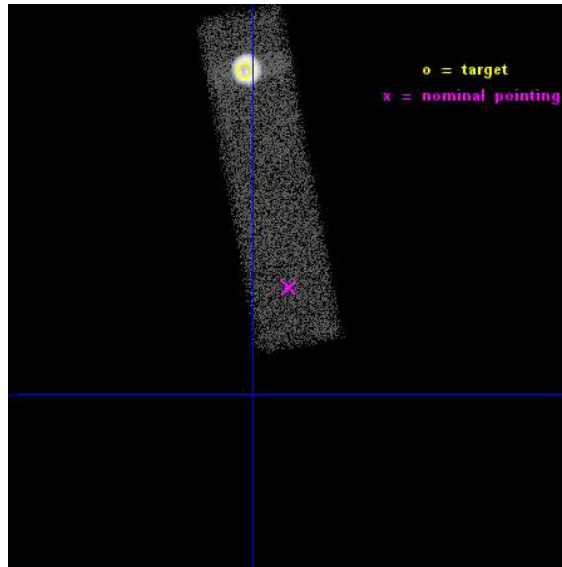 o = target
x = nominal pointing